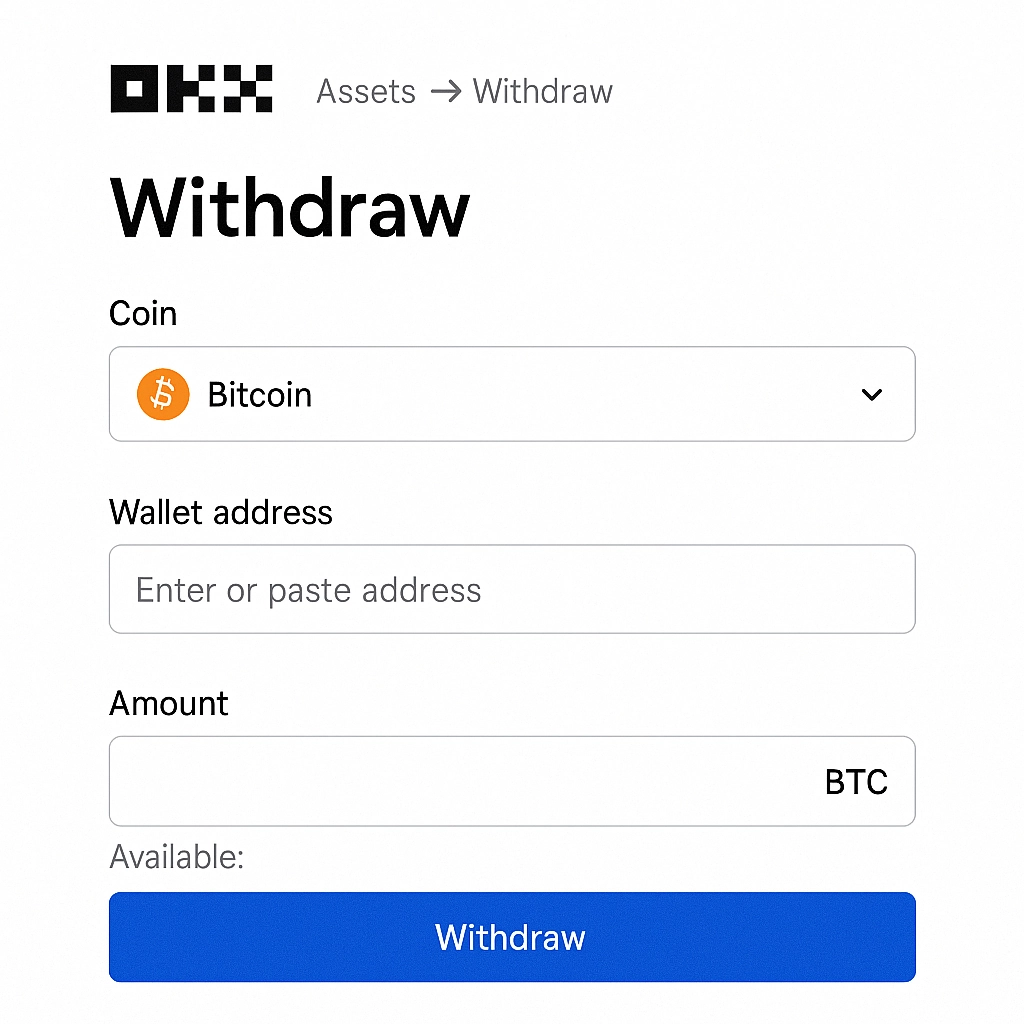 OKX Assets → Withdraw
Withdraw
Coin
Bitcoin
Wallet address
Enter or paste address
Amount
BTC
Available:
Withdraw